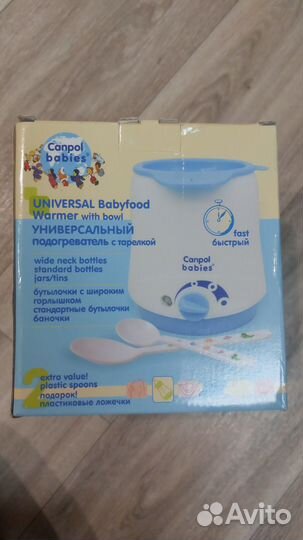 Canpol
babies
UNIVERSAL Babyfood
Warmer with bowl
УНИВЕРСАЛЬНЫЙ
подогреватель с тарелкой
wide neck bottles
standard bottles
jars/tins
бутылочки с широким
горлышком
стандартные бутылочки
баночки
fast
быстрый
Canpol
babies
2
extra value!
plastic spoons
подарок!
пластиковые ложечки
Avito